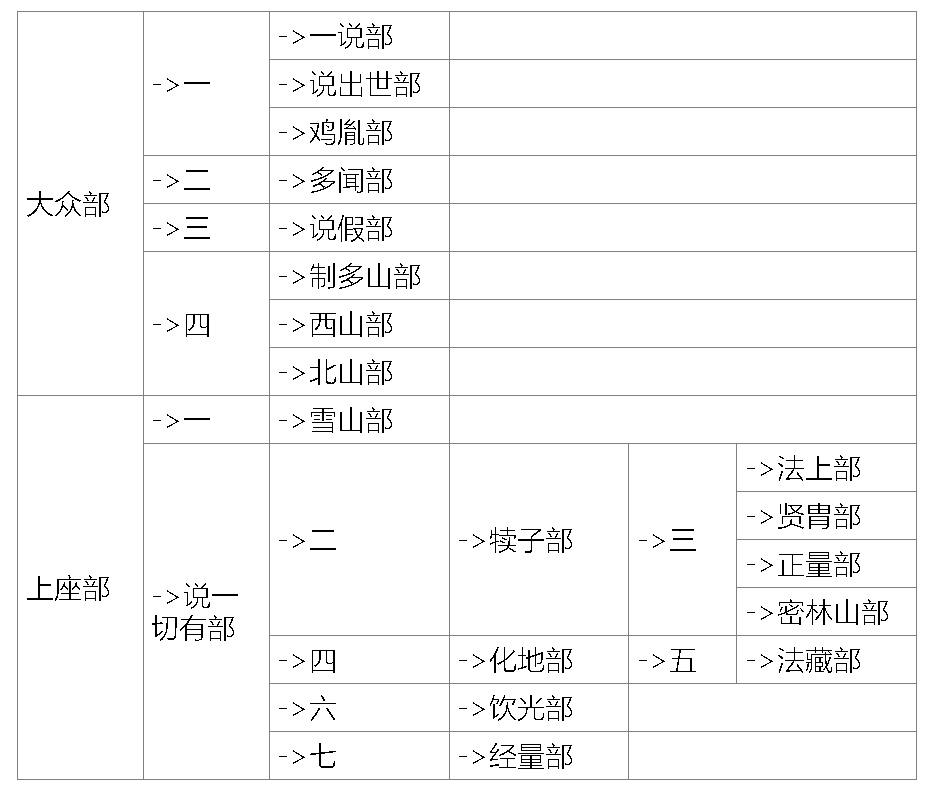 大众部
->一
->一说部
->说出世部
->鸡胤部
->二
->多闻部
->三
->说假部
->四
->制多山部
->西山部
->北山部
上座部
->一
->雪山部
->说一
切有部
->二
->犊子部
->三
->法上部
->贤胄部
->正量部
->密林山部
->四
->化地部
->五
->法藏部
->六
->饮光部
->七
->经量部